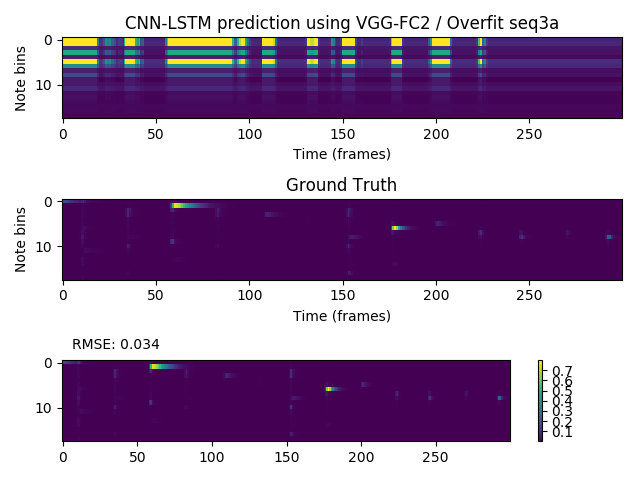 CNN-LSTM prediction using VGG-FC2 / Overfit seq3a
0
10
Note bins
0 50 100 150 200 250
Time (frames)
Ground Truth
0
10
Note bins
0 50 100 150 200 250
Time (frames)
RMSE: 0.034
0
10
0 50 100 150 200 250
0.7
0.6
0.5
0.4
0.3
0.2
0.1